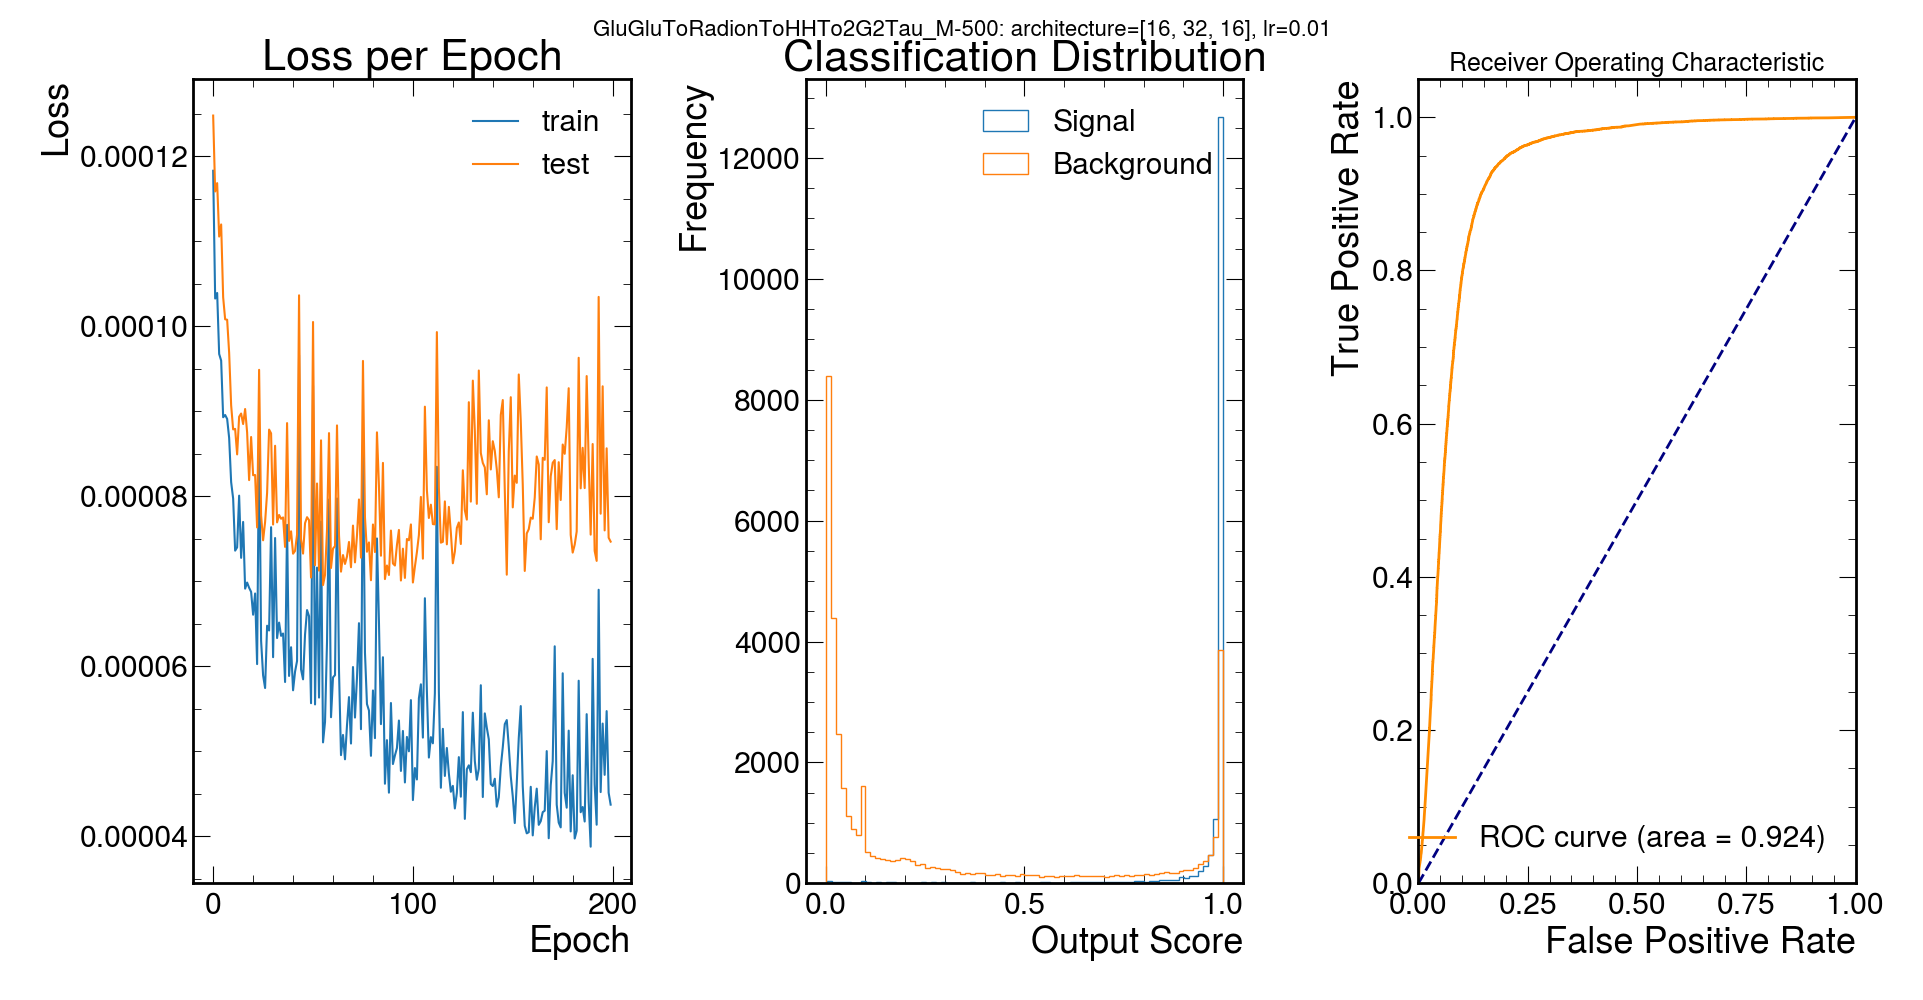 GluGluToRadionToHHTo2G2Tau_M-500: architecture=[16, 32, 16], lr=0.01
Loss per Epoch
Loss
0.00012
0.00010
0.00008
0.00006
0.00004
0
100
200
Epoch
train
test
Classification Distribution
Frequency
12000
10000
8000
6000
4000
2000
0
0.0
0.5
1.0
Output Score
Signal
Background
Receiver Operating Characteristic
True Positive Rate
1.0
0.8
0.6
0.4
0.2
0.0
0.00
0.25
0.50
0.75
1.00
False Positive Rate
ROC curve (area = 0.924)